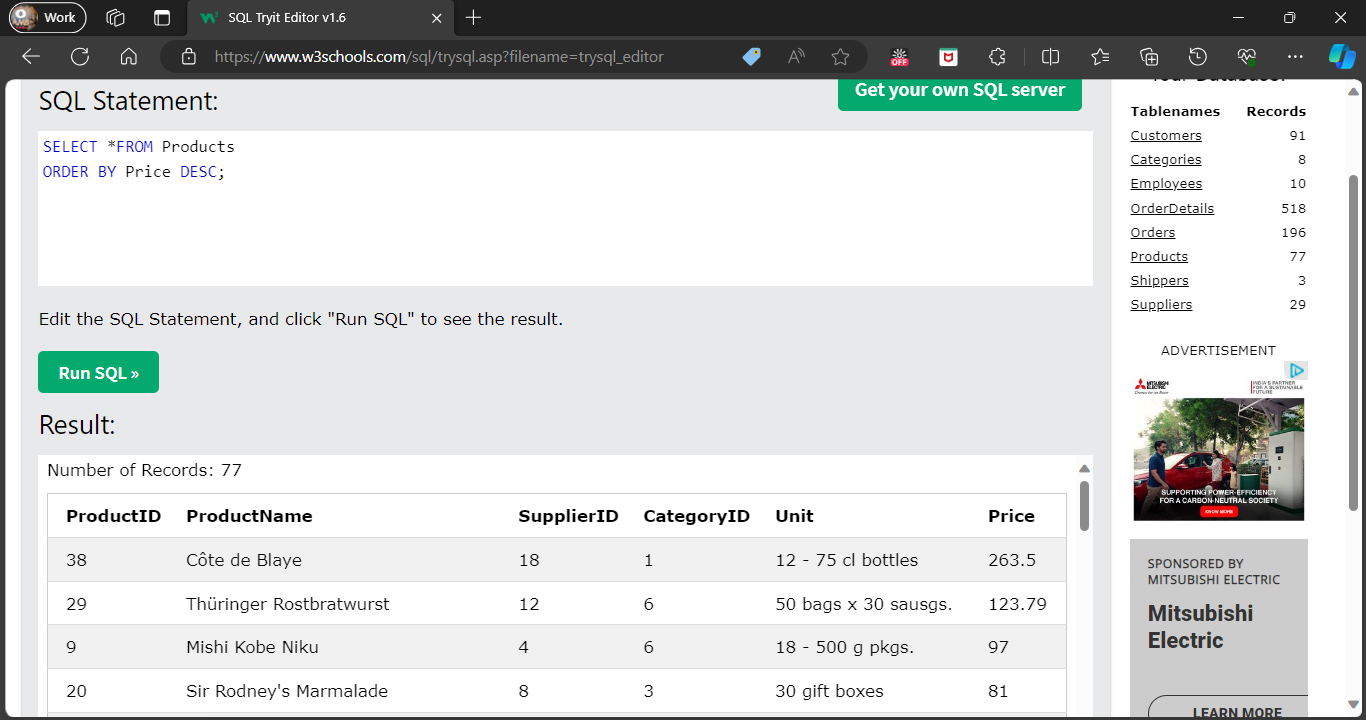 Work
SQL Tryit Editor v1.6
https://www.w3schools.com/sql/trysql.asp?filename=trysql_editor
OFF
SQL Statement:
Get your own SQL server
SELECT *FROM Products
ORDER BY Price DESC;
Edit the SQL Statement, and click "Run SQL" to see the result.
Run SQL »
Result:
Number of Records: 77
ProductID ProductName SupplierID CategoryID Unit Price
38 Côte de Blaye 18 1 12 - 75 cl bottles 263.5
29 Thüringer Rostbratwurst 12 6 50 bags x 30 sausgs. 123.79
9 Mishi Kobe Niku 4 6 18 - 500 g pkgs. 97
20 Sir Rodney's Marmalade 8 3 30 gift boxes 81
Your Database:
Tablenames Records
Customers 91
Categories 8
Employees 10
OrderDetails 518
Orders 196
Products 77
Shippers 3
Suppliers 29
ADVERTISEMENT
MITSUBISHI
ELECTRIC
INDIA'S PARTNER
FOR A SUSTAINABLE
FUTURE
SUPPORTING POWER-EFFICIENCY
FOR A CARBON-NEUTRAL SOCIETY
KNOW MORE
SPONSORED BY
MITSUBISHI ELECTRIC
Mitsubishi
Electric
LEARN MORE